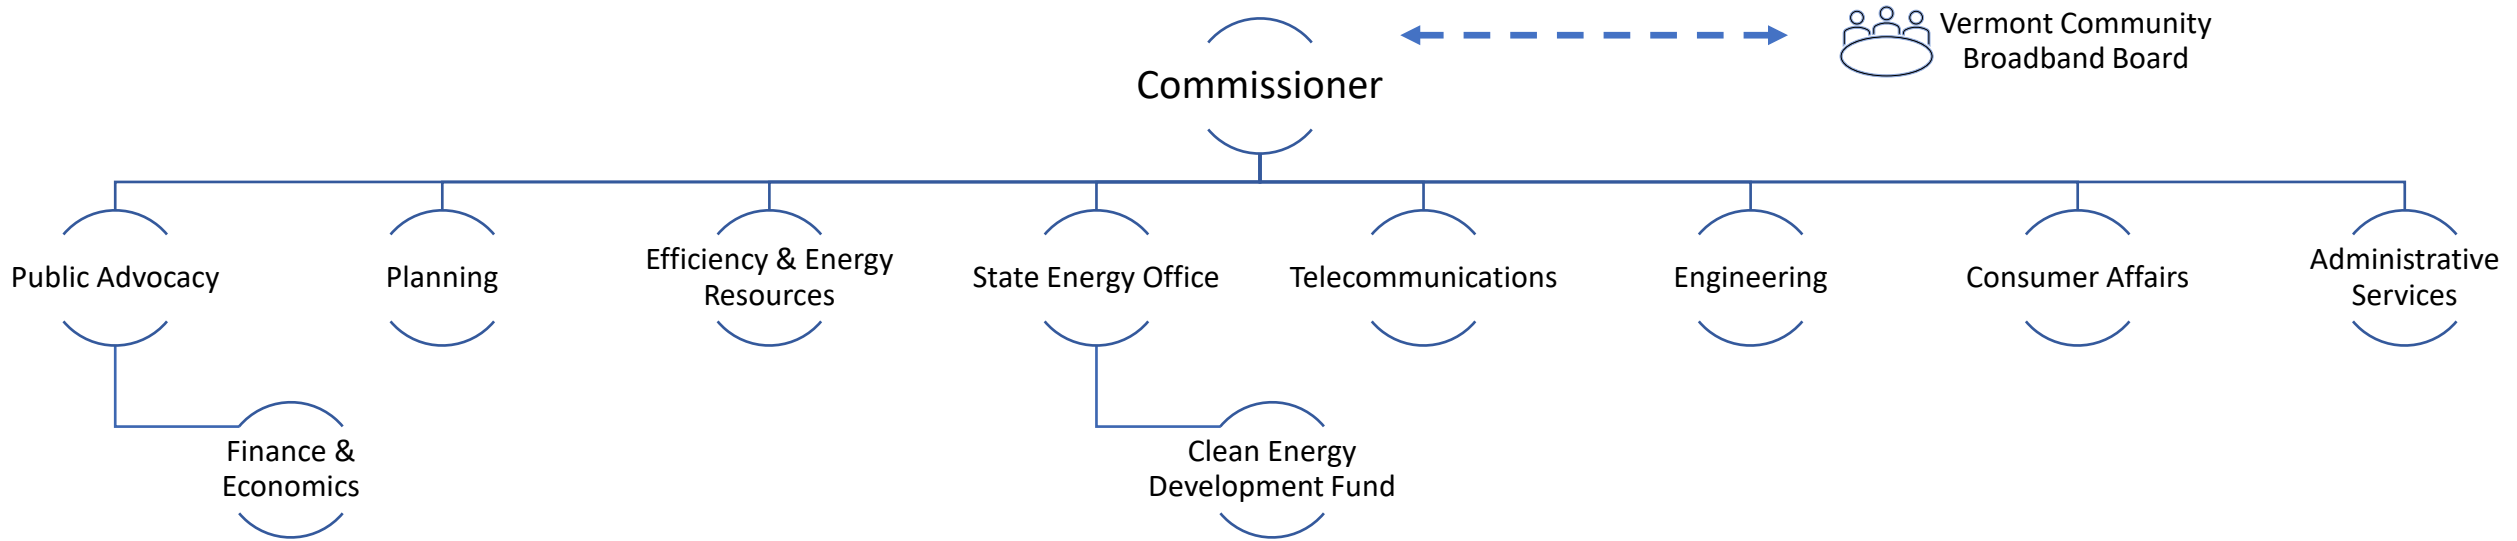 Vermont Community
Broadband Board
Commissioner
Public Advocacy
Planning
Efficiency & Energy
Resources
State Energy Office
Telecommunications
Engineering
Consumer Affairs
Administrative
Services
Finance &
Economics
Clean Energy
Development Fund